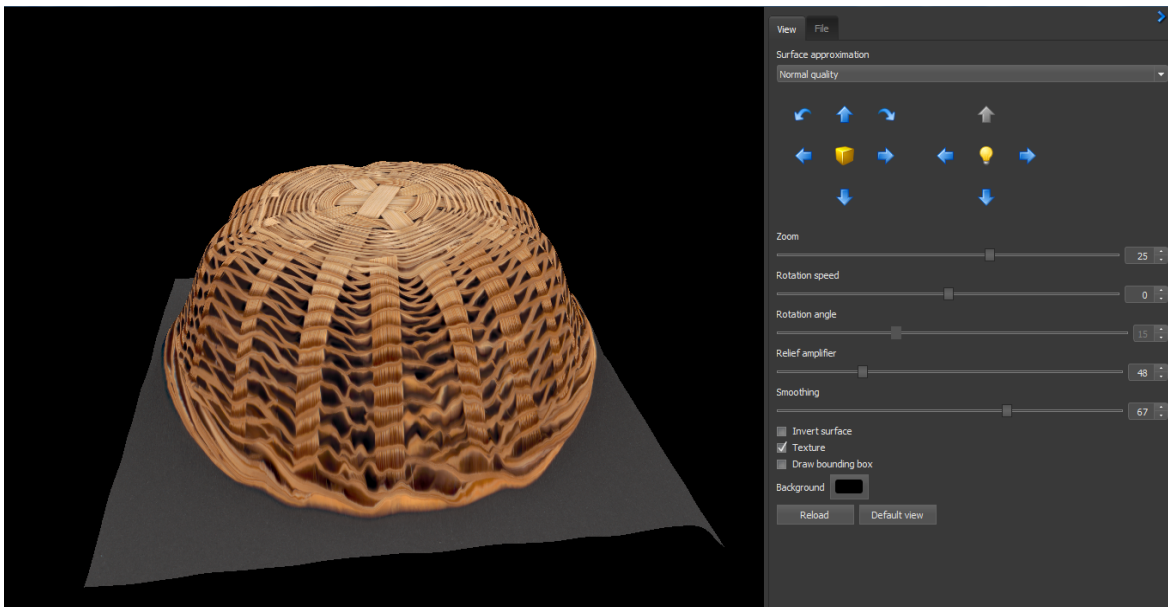 View File
Surface approximation
Normal quality
Zoom
25
Rotation speed
0
Rotation angle
15
Relief amplifier
48
Smoothing
67
Invert surface
Texture
Draw bounding box
Background
Reload Default view